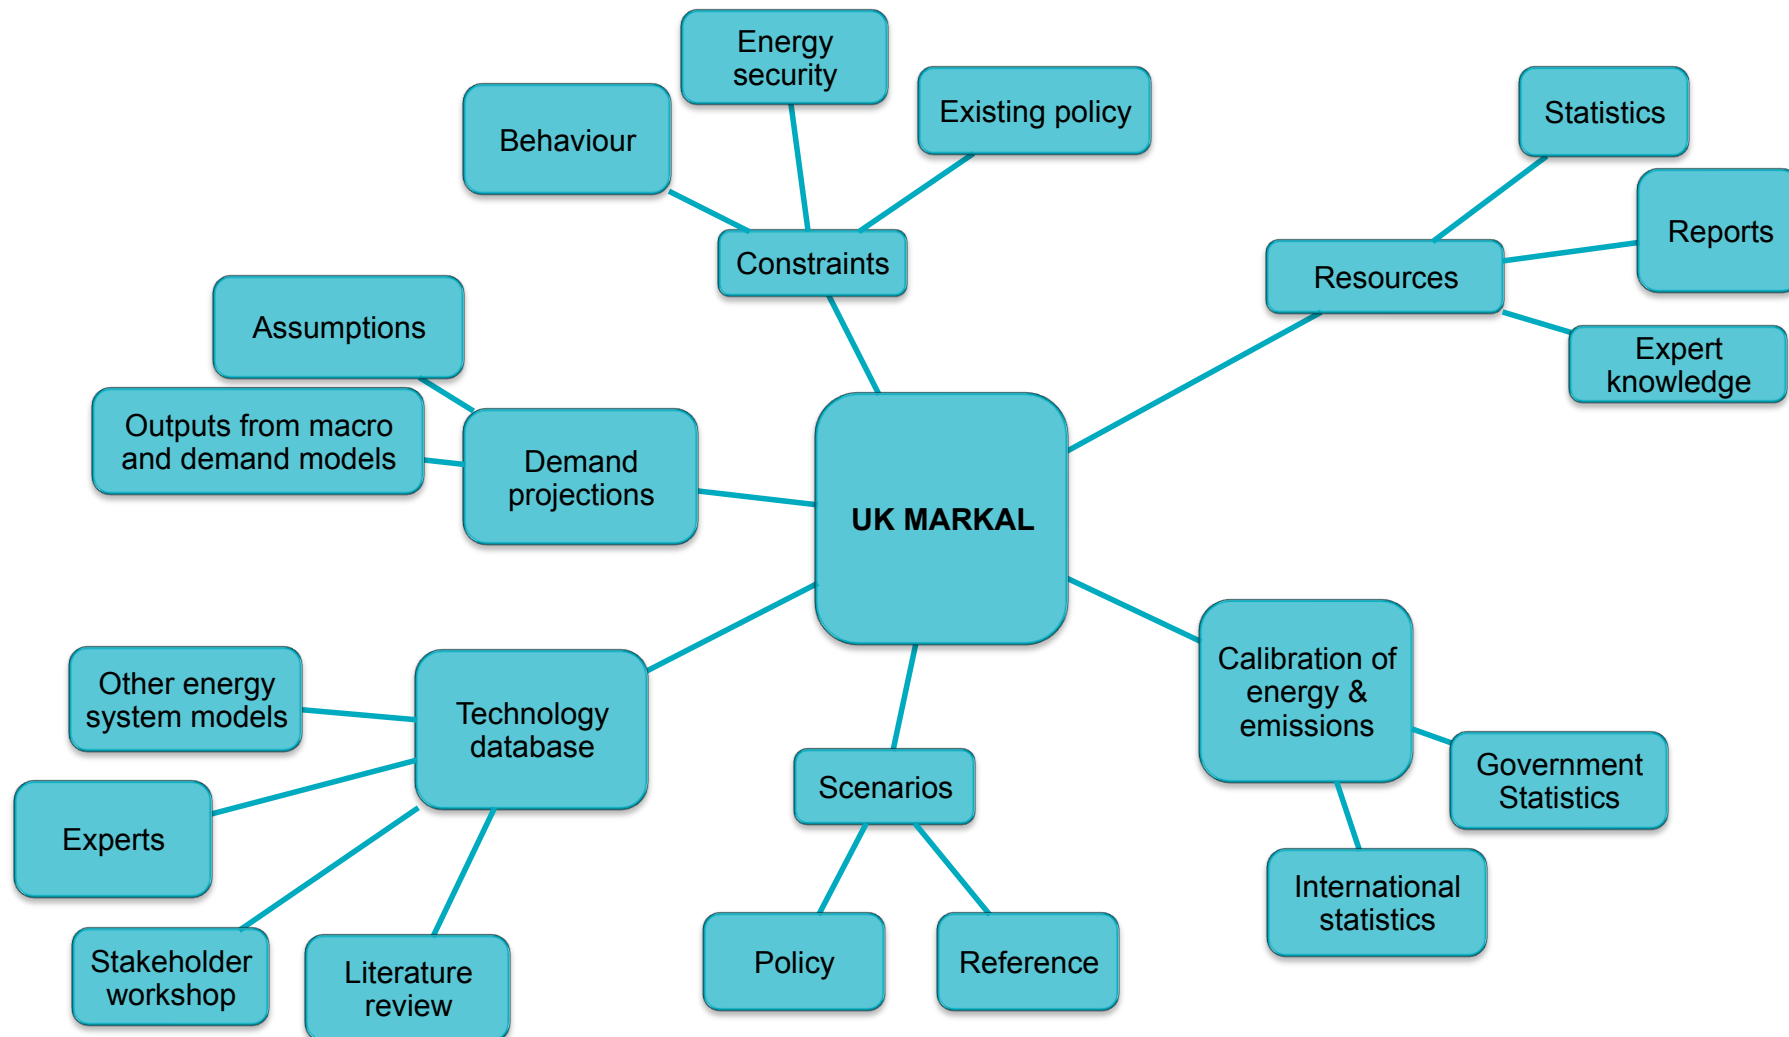 Energy
security
Behaviour
Existing policy
Constraints
Statistics
Reports
Resources
Expert
knowledge
Assumptions
Outputs from macro
and demand models
Demand
projections
UK MARKAL
Other energy
system models
Technology
database
Experts
Stakeholder
workshop
Literature
review
Scenarios
Policy
Reference
Calibration of
energy &
emissions
Government
Statistics
International
statistics